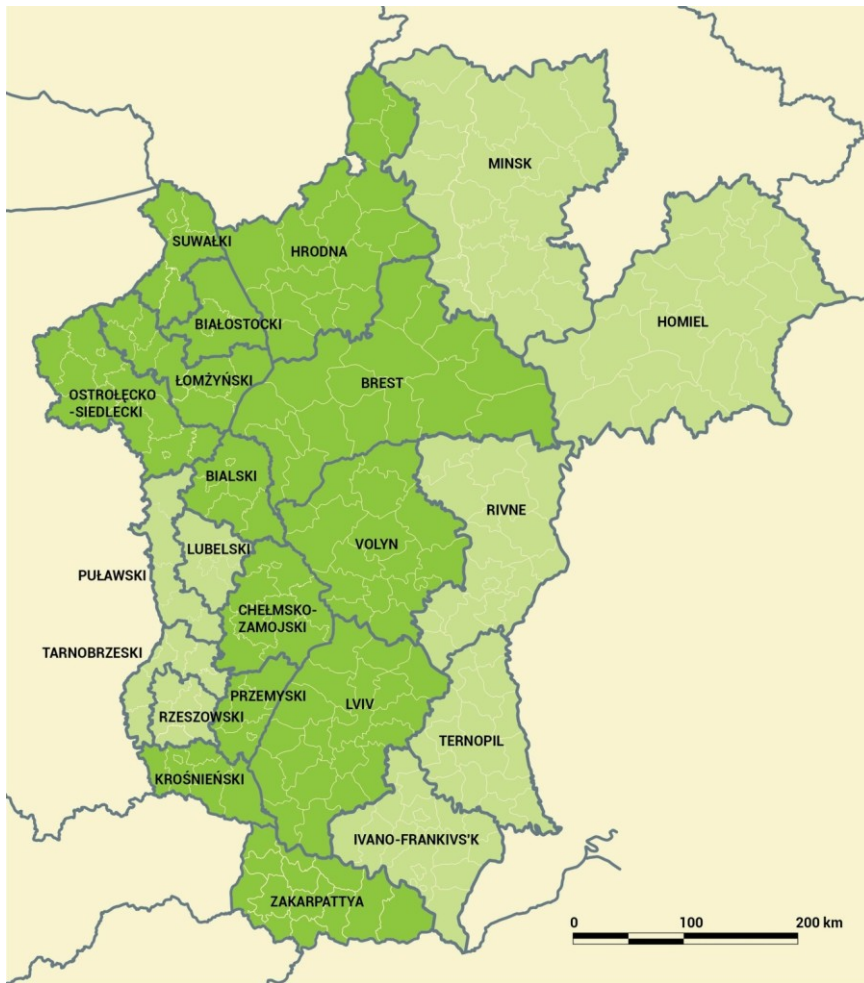 MINSK
SUWAŁKI
HRODNA
BIAŁOSTOCKI
HOMIEL
ŁOMŻYŃSKI
BREST
OSTROŁĘCKO
-SIEDLECKI
BIALSKI
RIVNE
VOLYN
LUBELSKI
PUŁAWSKI
CHEŁMSKO-
ZAMOJSKI
TARNOBRZESKI
PRZEMYSKI
LVIV
RZESZOWSKI
TERNOPIL
KROŚNIEŃSKI
IVANO-FRANKIVS'K
ZAKARPATTYA
0 100 200 km